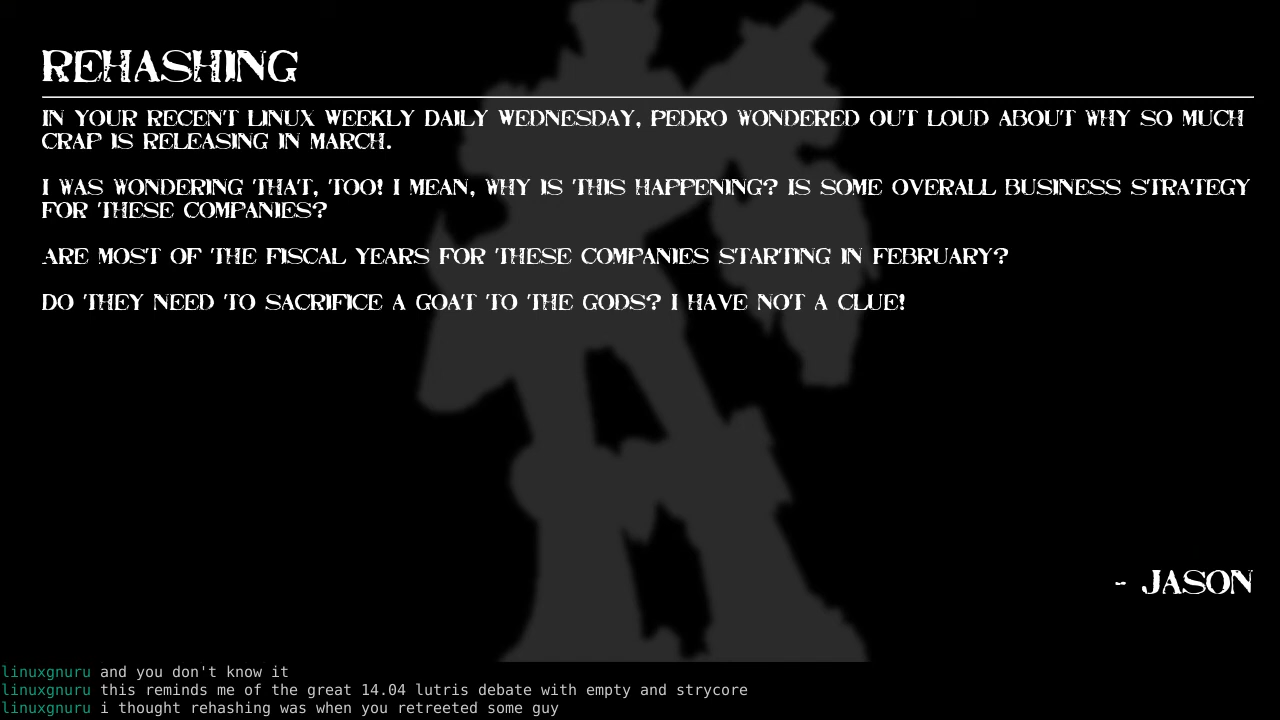 REHASHING
IN YOUR RECENT LINUX WEEKLY DAILY WEDNESDAY, PEDRO WONDERED OUT LOUD ABOUT WHY SO MUCH
CRAP IS RELEASING IN MARCH.
I WAS WONDERING THAT, TOO! I MEAN, WHY IS THIS HAPPENING? IS SOME OVERALL BUSINESS STRATEGY
FOR THESE COMPANIES?
ARE MOST OF THE FISCAL YEARS FOR THESE COMPANIES STARTING IN FEBRUARY?
DO THEY NEED TO SACRIFICE A GOAT TO THE GODS? I HAVE NOT A CLUE!
- JASON
linuxgnuru and you don't know it
linuxgnuru this reminds me of the great 14.04 lutris debate with empty and strycore
linuxgnuru i thought rehashing was when you retreeted some guy